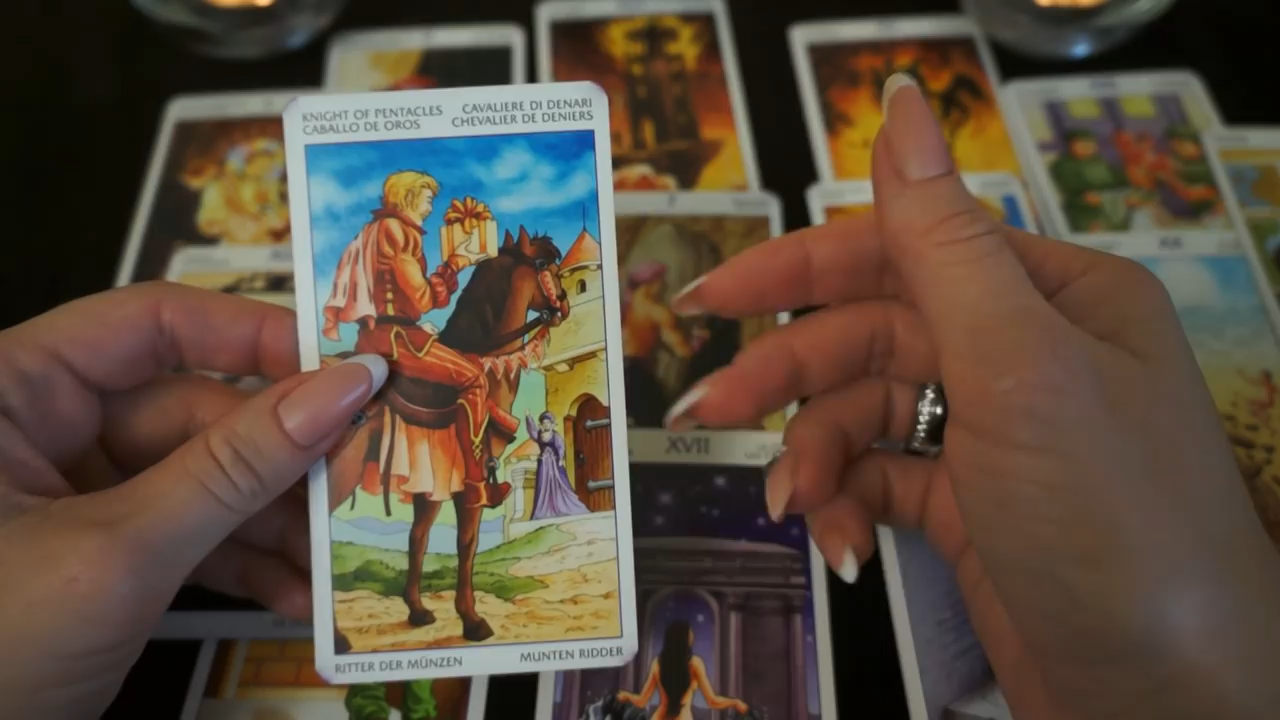 KNIGHT OF PENTACLES CAVALIERE DI DENARI
CABALLO DE OROS CHEVALIER DE DENIERS
XVII
RITTER DER MÜNZEN MUNTEN RIDDER